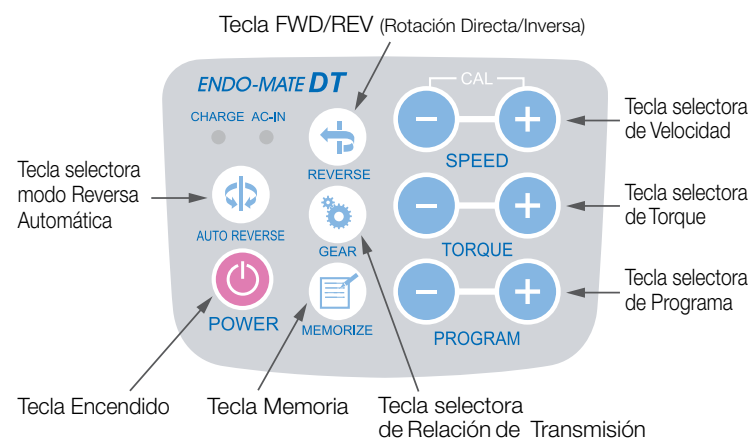 Tecla FWD/REV (Rotación Directa/Inversa)
ENDO-MATE DT
CHARGE AC-IN
CAL
REVERSE
SPEED
Tecla selectora
de Velocidad
Tecla selectora
modo Reversa
Automática
AUTO REVERSE
GEAR
TORQUE
Tecla selectora
de Torque
POWER
MEMORIZE
PROGRAM
Tecla selectora
de Programa
Tecla Encendido
Tecla Memoria
Tecla selectora
de Relación de Transmisión